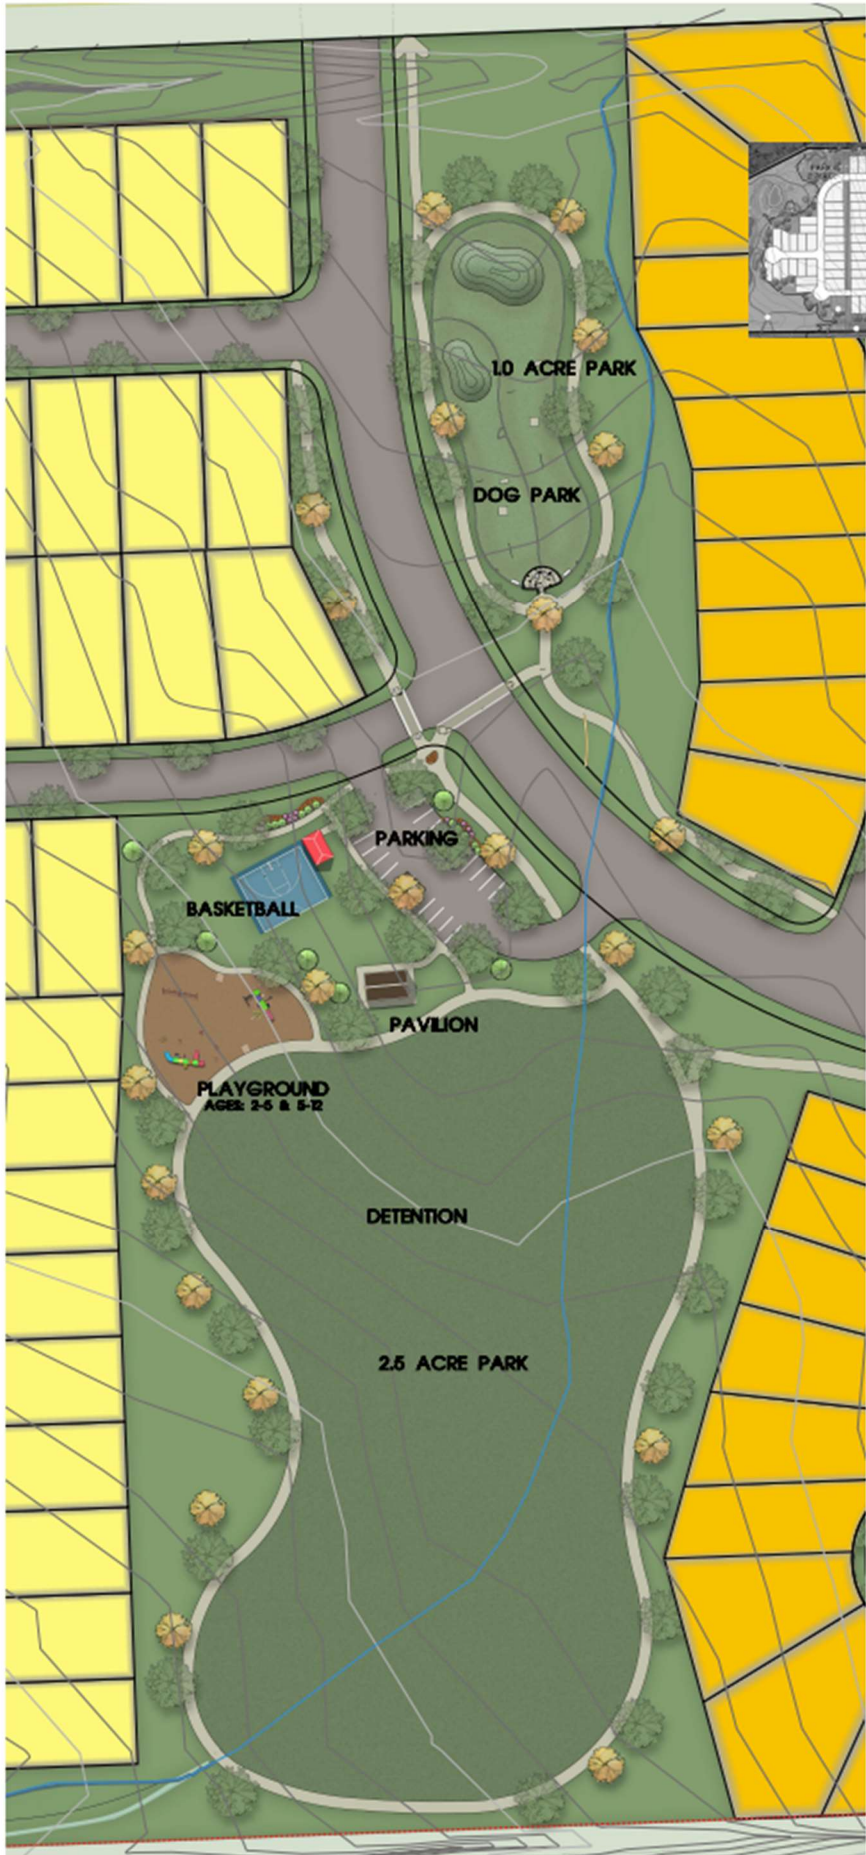 1.0 ACRE PARK
DOG PARK
PARKING
BASKETBALL
PAVILION
PLAYGROUND
AGES: 2-5 & 5-12
DETENTION
2.5 ACRE PARK